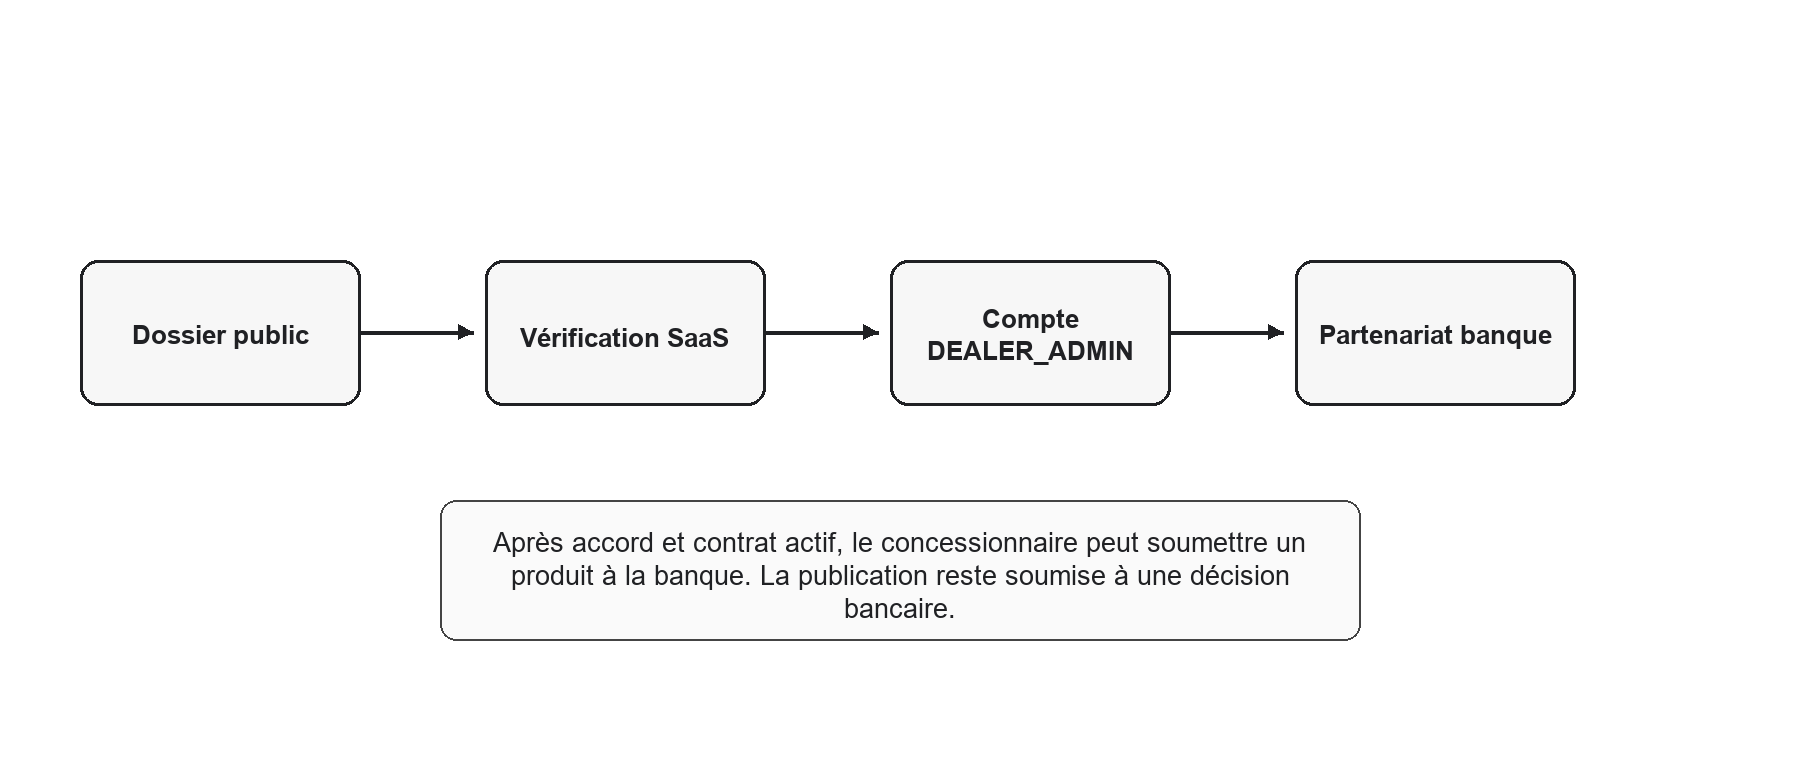 Dossier public
Vérification SaaS
Compte
DEALER_ADMIN
Partenariat banque
Après accord et contrat actif, le concessionnaire peut soumettre un
produit à la banque. La publication reste soumise à une décision
bancaire.